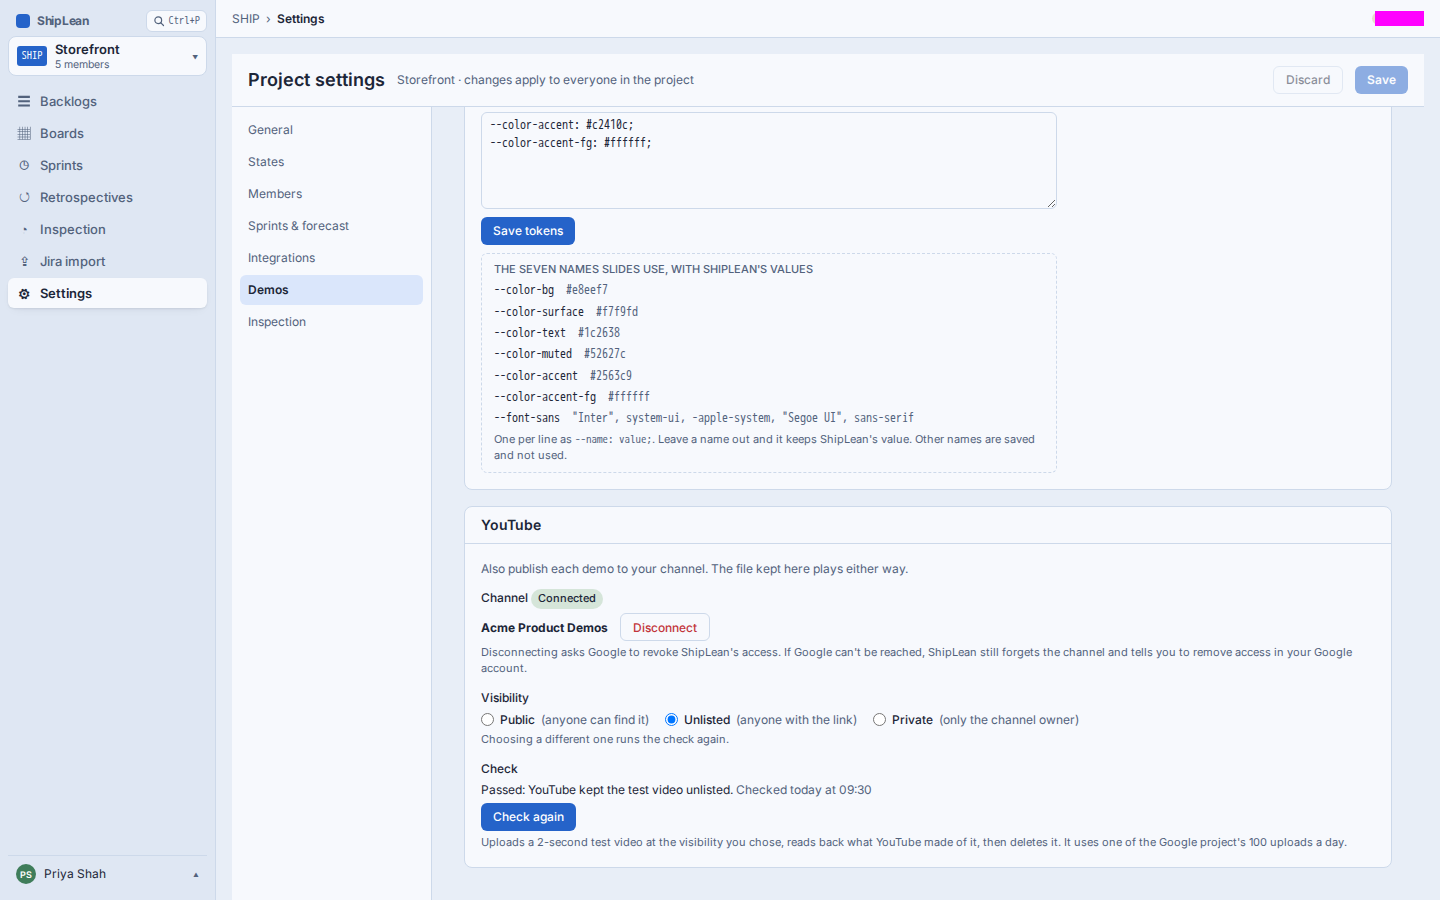 ShipLean
Ctrl+P
SHIP
Storefront
5 members
Backlogs
Boards
Sprints
Retrospectives
Inspection
Jira import
Settings
Priya Shah
PS
SHIP › Settings
Project settings
Storefront · changes apply to everyone in the project
Discard
Save
General
States
Members
Sprints & forecast
Integrations
Demos
Inspection
--color-accent: #c2410c;
--color-accent-fg: #ffffff;
Save tokens
THE SEVEN NAMES SLIDES USE, WITH SHIPLEAN'S VALUES
--color-bg #e8eef7
--color-surface #f7f9fd
--color-text #1c2638
--color-muted #52627c
--color-accent #2563c9
--color-accent-fg #ffffff
--font-sans "Inter", system-ui, -apple-system, "Segoe UI", sans-serif
One per line as --name: value;. Leave a name out and it keeps ShipLean's value. Other names are saved
and not used.
YouTube
Also publish each demo to your channel. The file kept here plays either way.
Channel Connected
Acme Product Demos Disconnect
Disconnecting asks Google to revoke ShipLean's access. If Google can't be reached, ShipLean still forgets the channel and tells you to remove access in your Google
account.
Visibility
Public (anyone can find it) Unlisted (anyone with the link) Private (only the channel owner)
Choosing a different one runs the check again.
Check
Passed: YouTube kept the test video unlisted. Checked today at 09:30
Check again
Uploads a 2-second test video at the visibility you chose, reads back what YouTube made of it, then deletes it. It uses one of the Google project's 100 uploads a day.